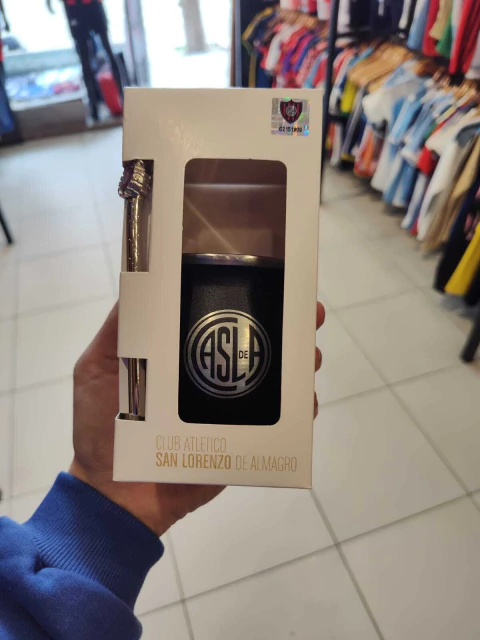 CASLA
DE
CLUB ATLETICO
SAN LORENZO DE ALMAGRO